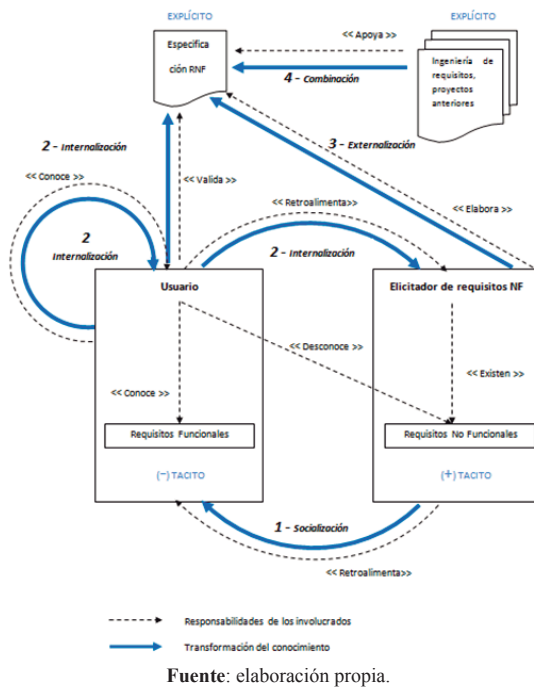 EXPLÍCITO
EXPLÍCITO
<< Apoya >>
Especifica
ción RNF
Ingeniería de
requisitos,
proyectos
anteriores
4 - Combinación
3 - Externalización
2 - Internalización
<< Conoce >>
<< Valida >>
<< Retroalimenta>>
<< Elabora >>
2
Internalización
2 - Internalización
Usuario
Elicitador de requisitos NF
<< Desconoce >>
<< Existen >>
<< Conoce >>
Requisitos Funcionales
Requisitos No Funcionales
(-) TACITO
(+) TACITO
1 - Socialización
<< Retroalimenta>>
Responsabilidades de los involucrados
Transformación del conocimiento
Fuente: elaboración propia.